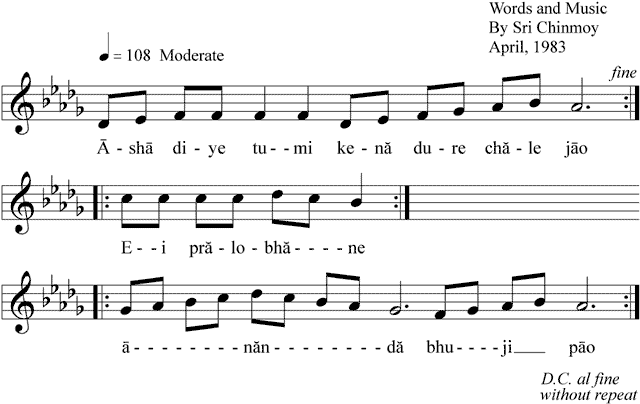 Words and Music
By Sri Chinmoy
April, 1983
♩ = 108 Moderate
fine
Ā - shā di - ye tu - - mi ke - nă du - re chă - le jāo
E - - i pră - lo - bhă - - - - ne
ā - - - - - - - - năn - - - - - - - - dă bhu - - - - ji___ pāo
D.C. al fine
without repeat